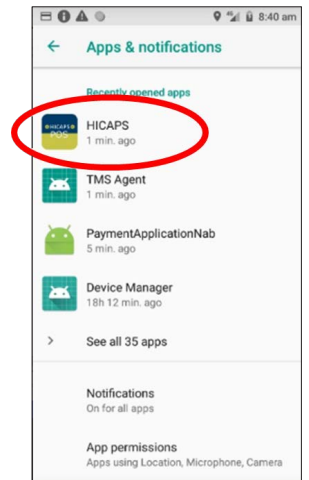 8:40 am
Apps & notifications
Recently opened apps
HICAPS
POS
HICAPS
1 min. ago
TMS Agent
1 min. ago
PaymentApplicationNab
5 min. ago
Device Manager
18h 12 min. ago
See all 35 apps
Notifications
On for all apps
App permissions
Apps using Location, Microphone, Camera